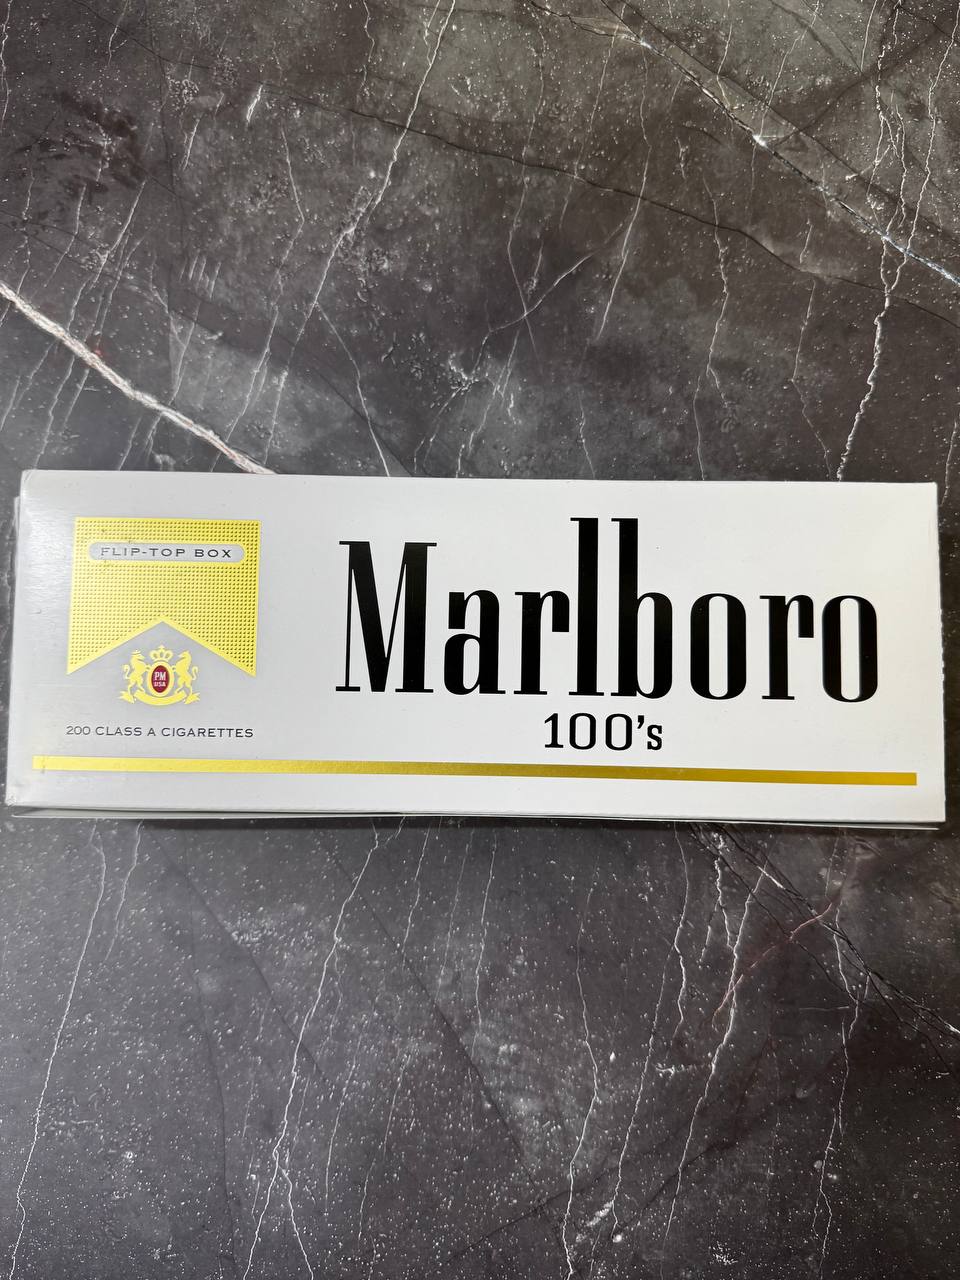 FLIP-TOP BOX
PM
USA
200 CLASS A CIGARETTES
Marlboro
100's